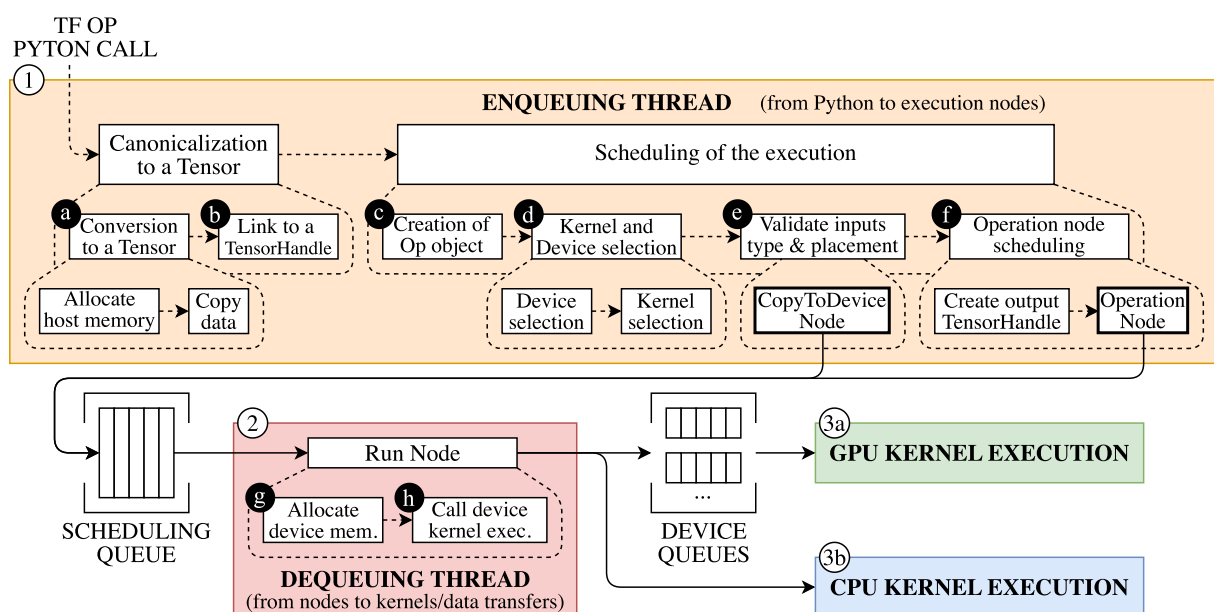 TF OP
PYTON CALL
1
ENQUEUING THREAD (from Python to execution nodes)
Canonicalization
to a Tensor
Scheduling of the execution
a
Conversion
to a Tensor
b
Link to a
TensorHandle
c
Creation of
Op object
d
Kernel and
Device selection
e
Validate inputs
type & placement
f
Operation node
scheduling
Allocate
host memory
Copy
data
Device
selection
Kernel
selection
CopyToDevice
Node
Create output
TensorHandle
Operation
Node
SCHEDULING
QUEUE
2
Run Node
g
Allocate
device mem.
h
Call device
kernel exec.
DEQUEUING THREAD
(from nodes to kernels/data transfers)
...
DEVICE
QUEUES
3a
GPU KERNEL EXECUTION
3b
CPU KERNEL EXECUTION